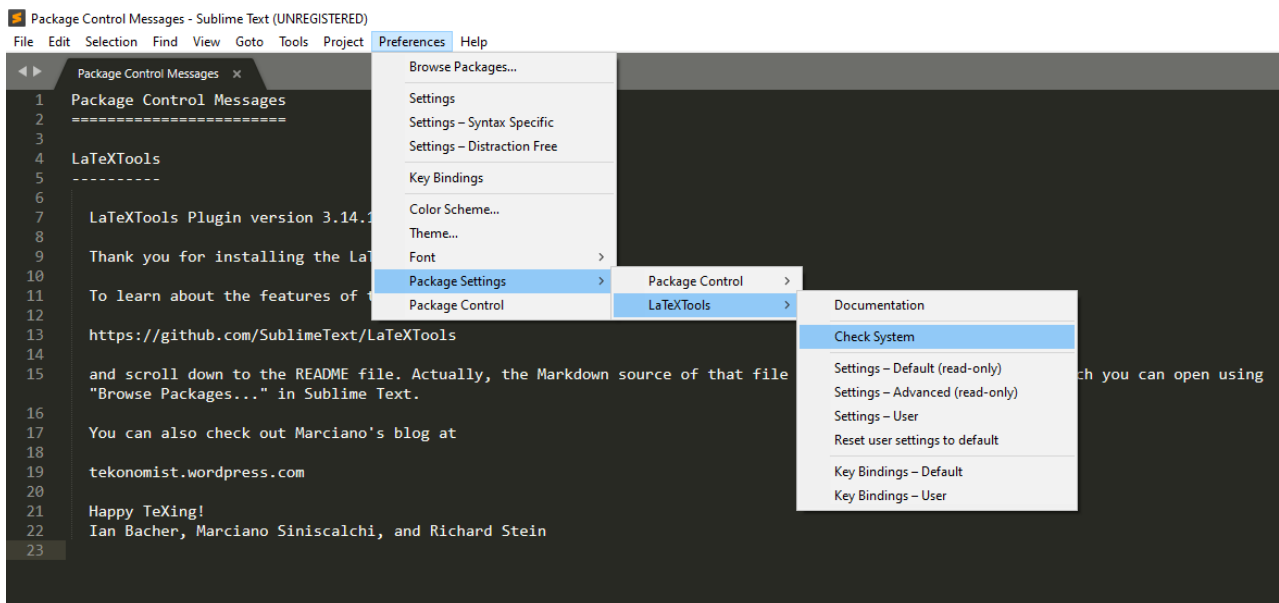 Package Control Messages - Sublime Text (UNREGISTERED)
File Edit Selection Find View Goto Tools Project Preferences Help
Package Control Messages ×
1 Package Control Messages
2 ========================
3
4 LaTeXTools
5 ----------
6
7 LaTeXTools Plugin version 3.14.1
8
9 Thank you for installing the LaT
10
11 To learn about the features of t
12
13 https://github.com/SublimeText/LaTeXTools
14
15 and scroll down to the README file. Actually, the Markdown source of that file ch you can open using
"Browse Packages..." in Sublime Text.
16
17 You can also check out Marciano's blog at
18
19 tekonomist.wordpress.com
20
21 Happy TeXing!
22 Ian Bacher, Marciano Siniscalchi, and Richard Stein
23
Browse Packages...
Settings
Settings – Syntax Specific
Settings – Distraction Free
Key Bindings
Color Scheme...
Theme...
Font >
Package Settings >
Package Control
Package Control >
LaTeXTools >
Documentation
Check System
Settings – Default (read-only)
Settings – Advanced (read-only)
Settings – User
Reset user settings to default
Key Bindings – Default
Key Bindings – User